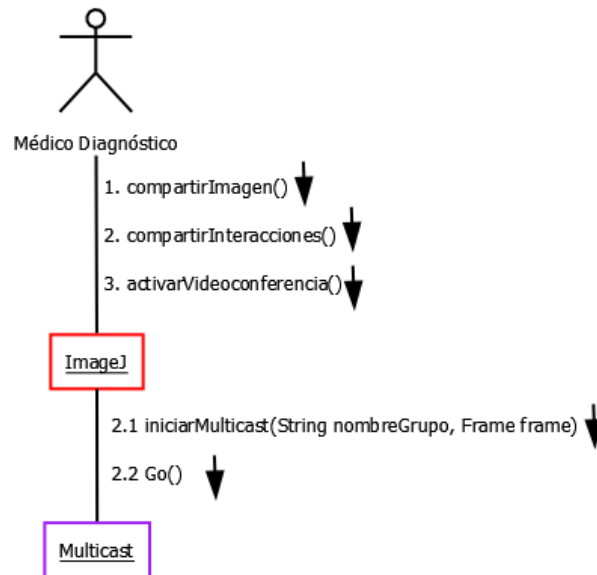 Médico Diagnóstico
1. compartirImagen()
2. compartirInteracciones()
3. activarVideoconferencia()
ImageJ
2.1 iniciarMulticast(String nombreGrupo, Frame frame)
2.2 Go()
Multicast